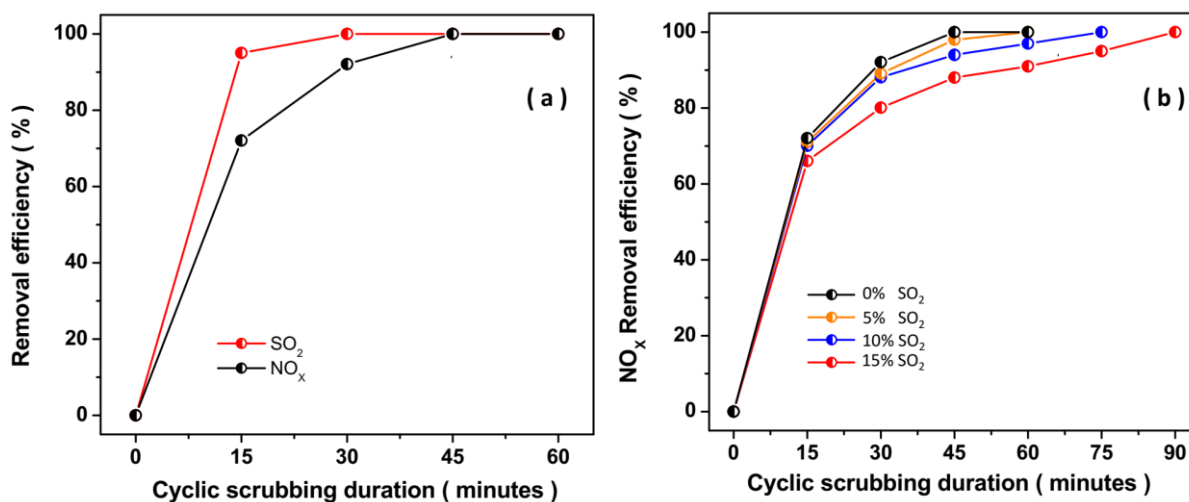 Removal efficiency ( % )
100
80
60
40
20
0
( a )
SO₂
NOₓ
0 15 30 45 60
Cyclic scrubbing duration ( minutes )
NOₓ Removal efficiency ( % )
100
80
60
40
20
0
( b )
0% SO₂
5% SO₂
10% SO₂
15% SO₂
0 15 30 45 60 75 90
Cyclic scrubbing duration ( minutes )